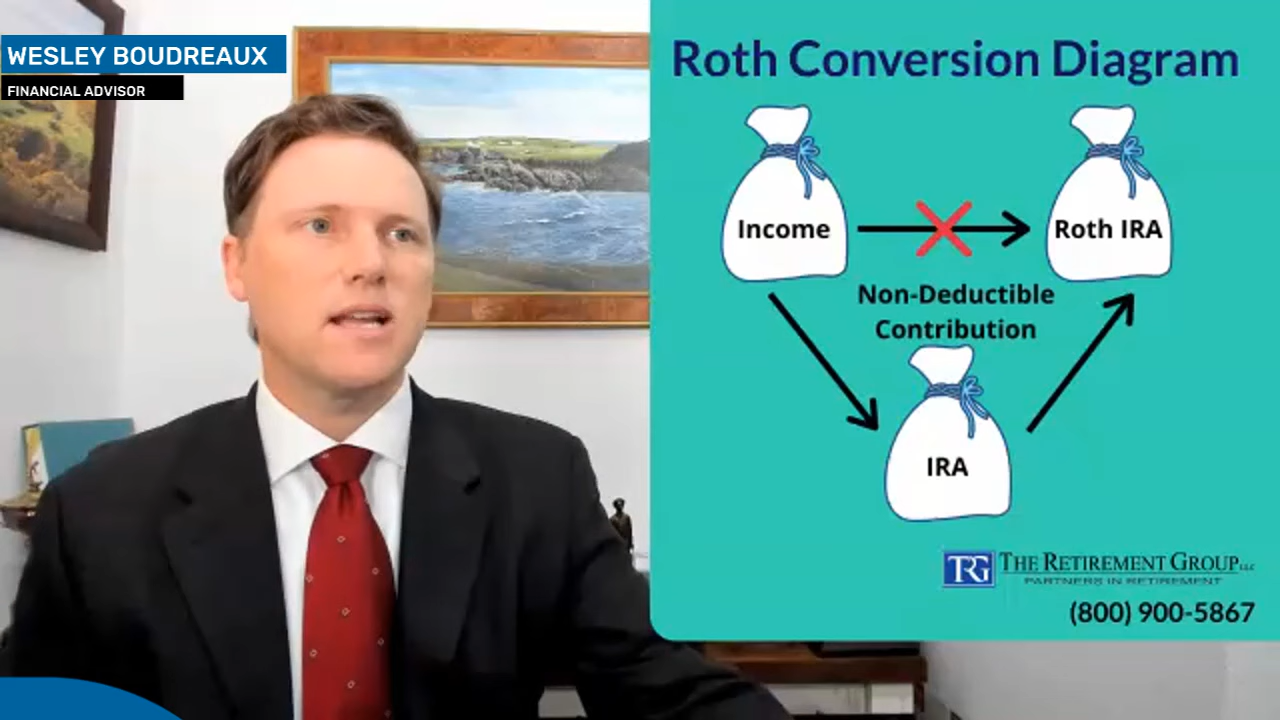 WESLEY BOUDREAUX
FINANCIAL ADVISOR
Roth Conversion Diagram
Income
Roth IRA
Non-Deductible
Contribution
IRA
TRG THE RETIREMENT GROUP LLC
PARTNERS IN RETIREMENT
(800) 900-5867